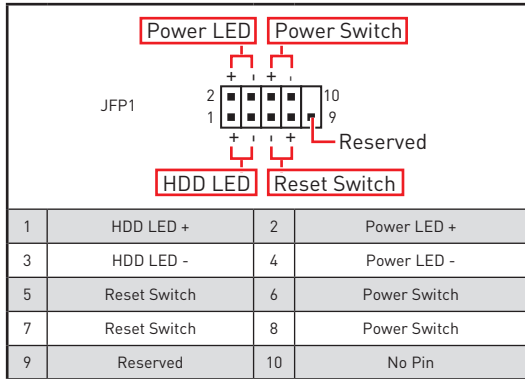 Power LED Power Switch
+ - + -
JFP1
2 10
1 9
+ - - +
Reserved
HDD LED Reset Switch
1 HDD LED + 2 Power LED +
3 HDD LED - 4 Power LED -
5 Reset Switch 6 Power Switch
7 Reset Switch 8 Power Switch
9 Reserved 10 No Pin